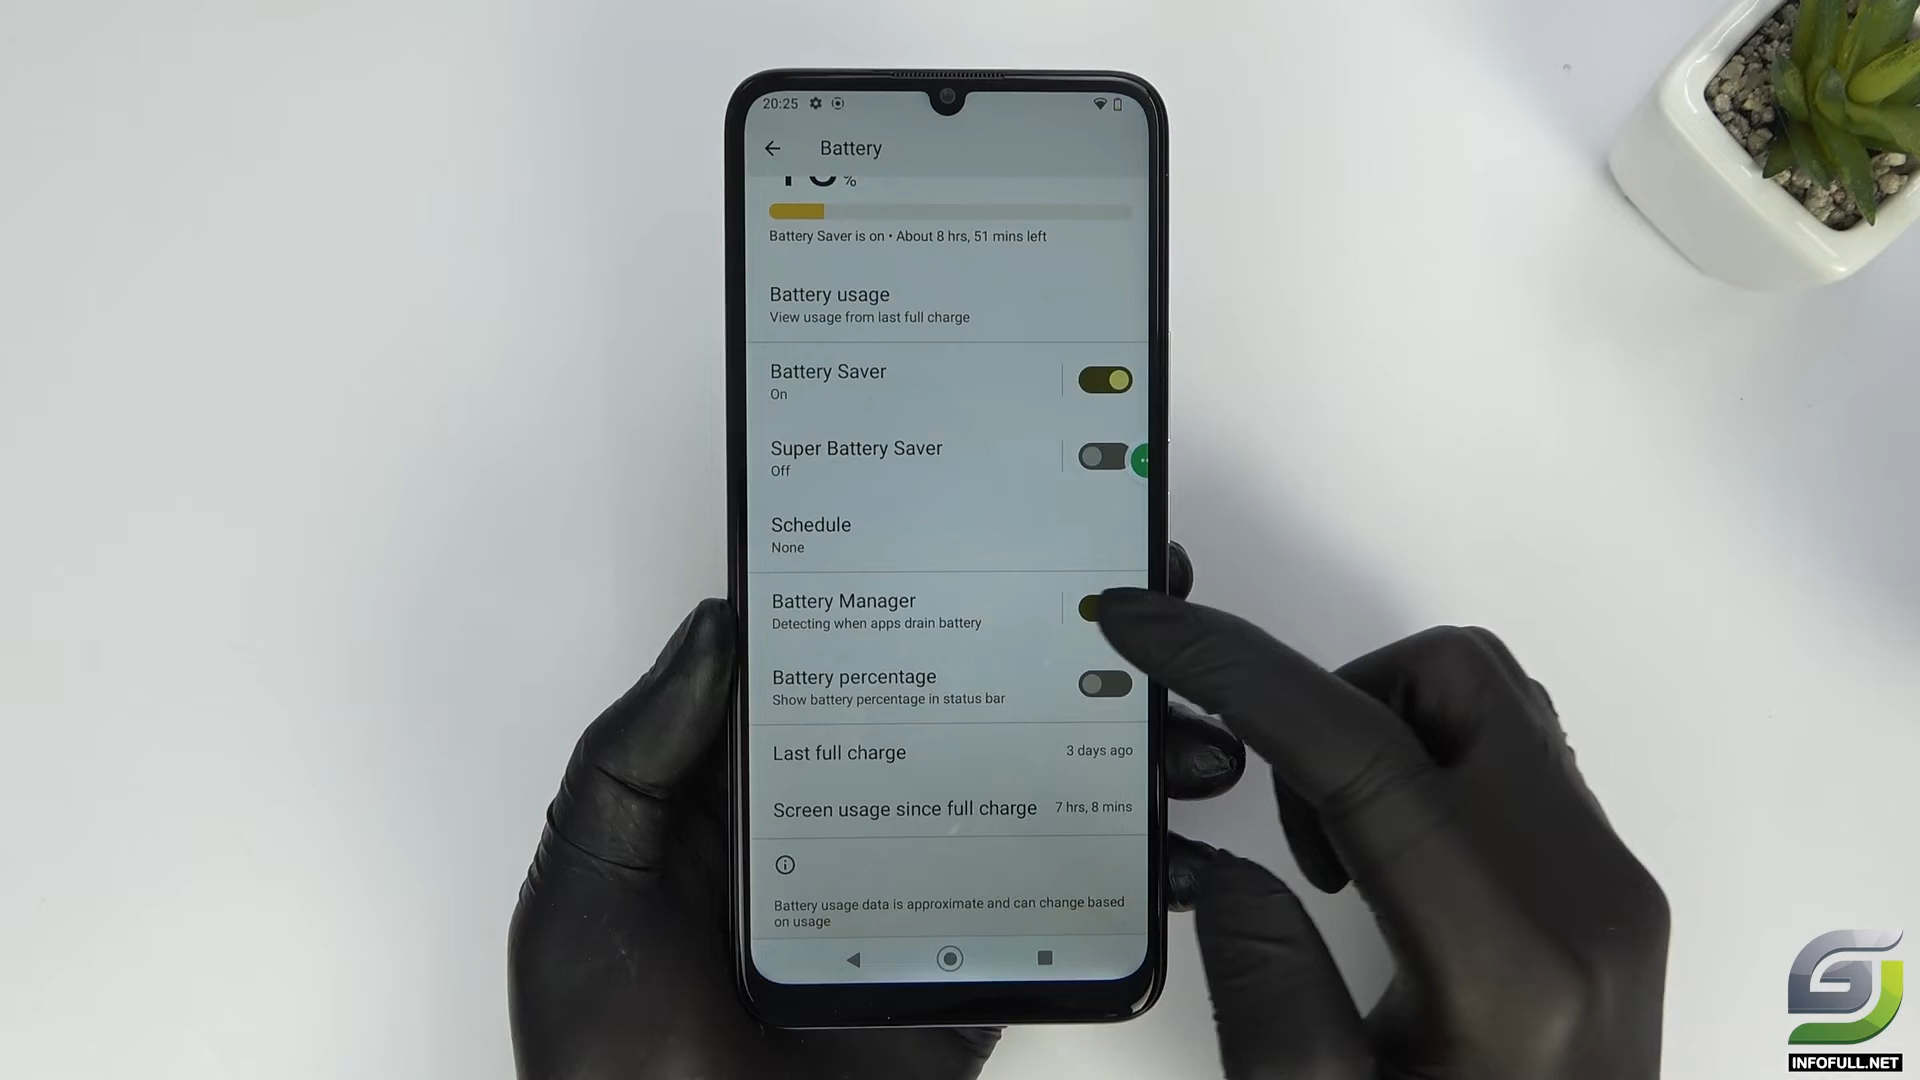 20:25
Battery
%
Battery Saver is on • About 8 hrs, 51 mins left
Battery usage
View usage from last full charge
Battery Saver
On
Super Battery Saver
Off
Schedule
None
Battery Manager
Detecting when apps drain battery
Battery percentage
Show battery percentage in status bar
Last full charge 3 days ago
Screen usage since full charge 7 hrs, 8 mins
Battery usage data is approximate and can change based
on usage
INFOFULL.NET